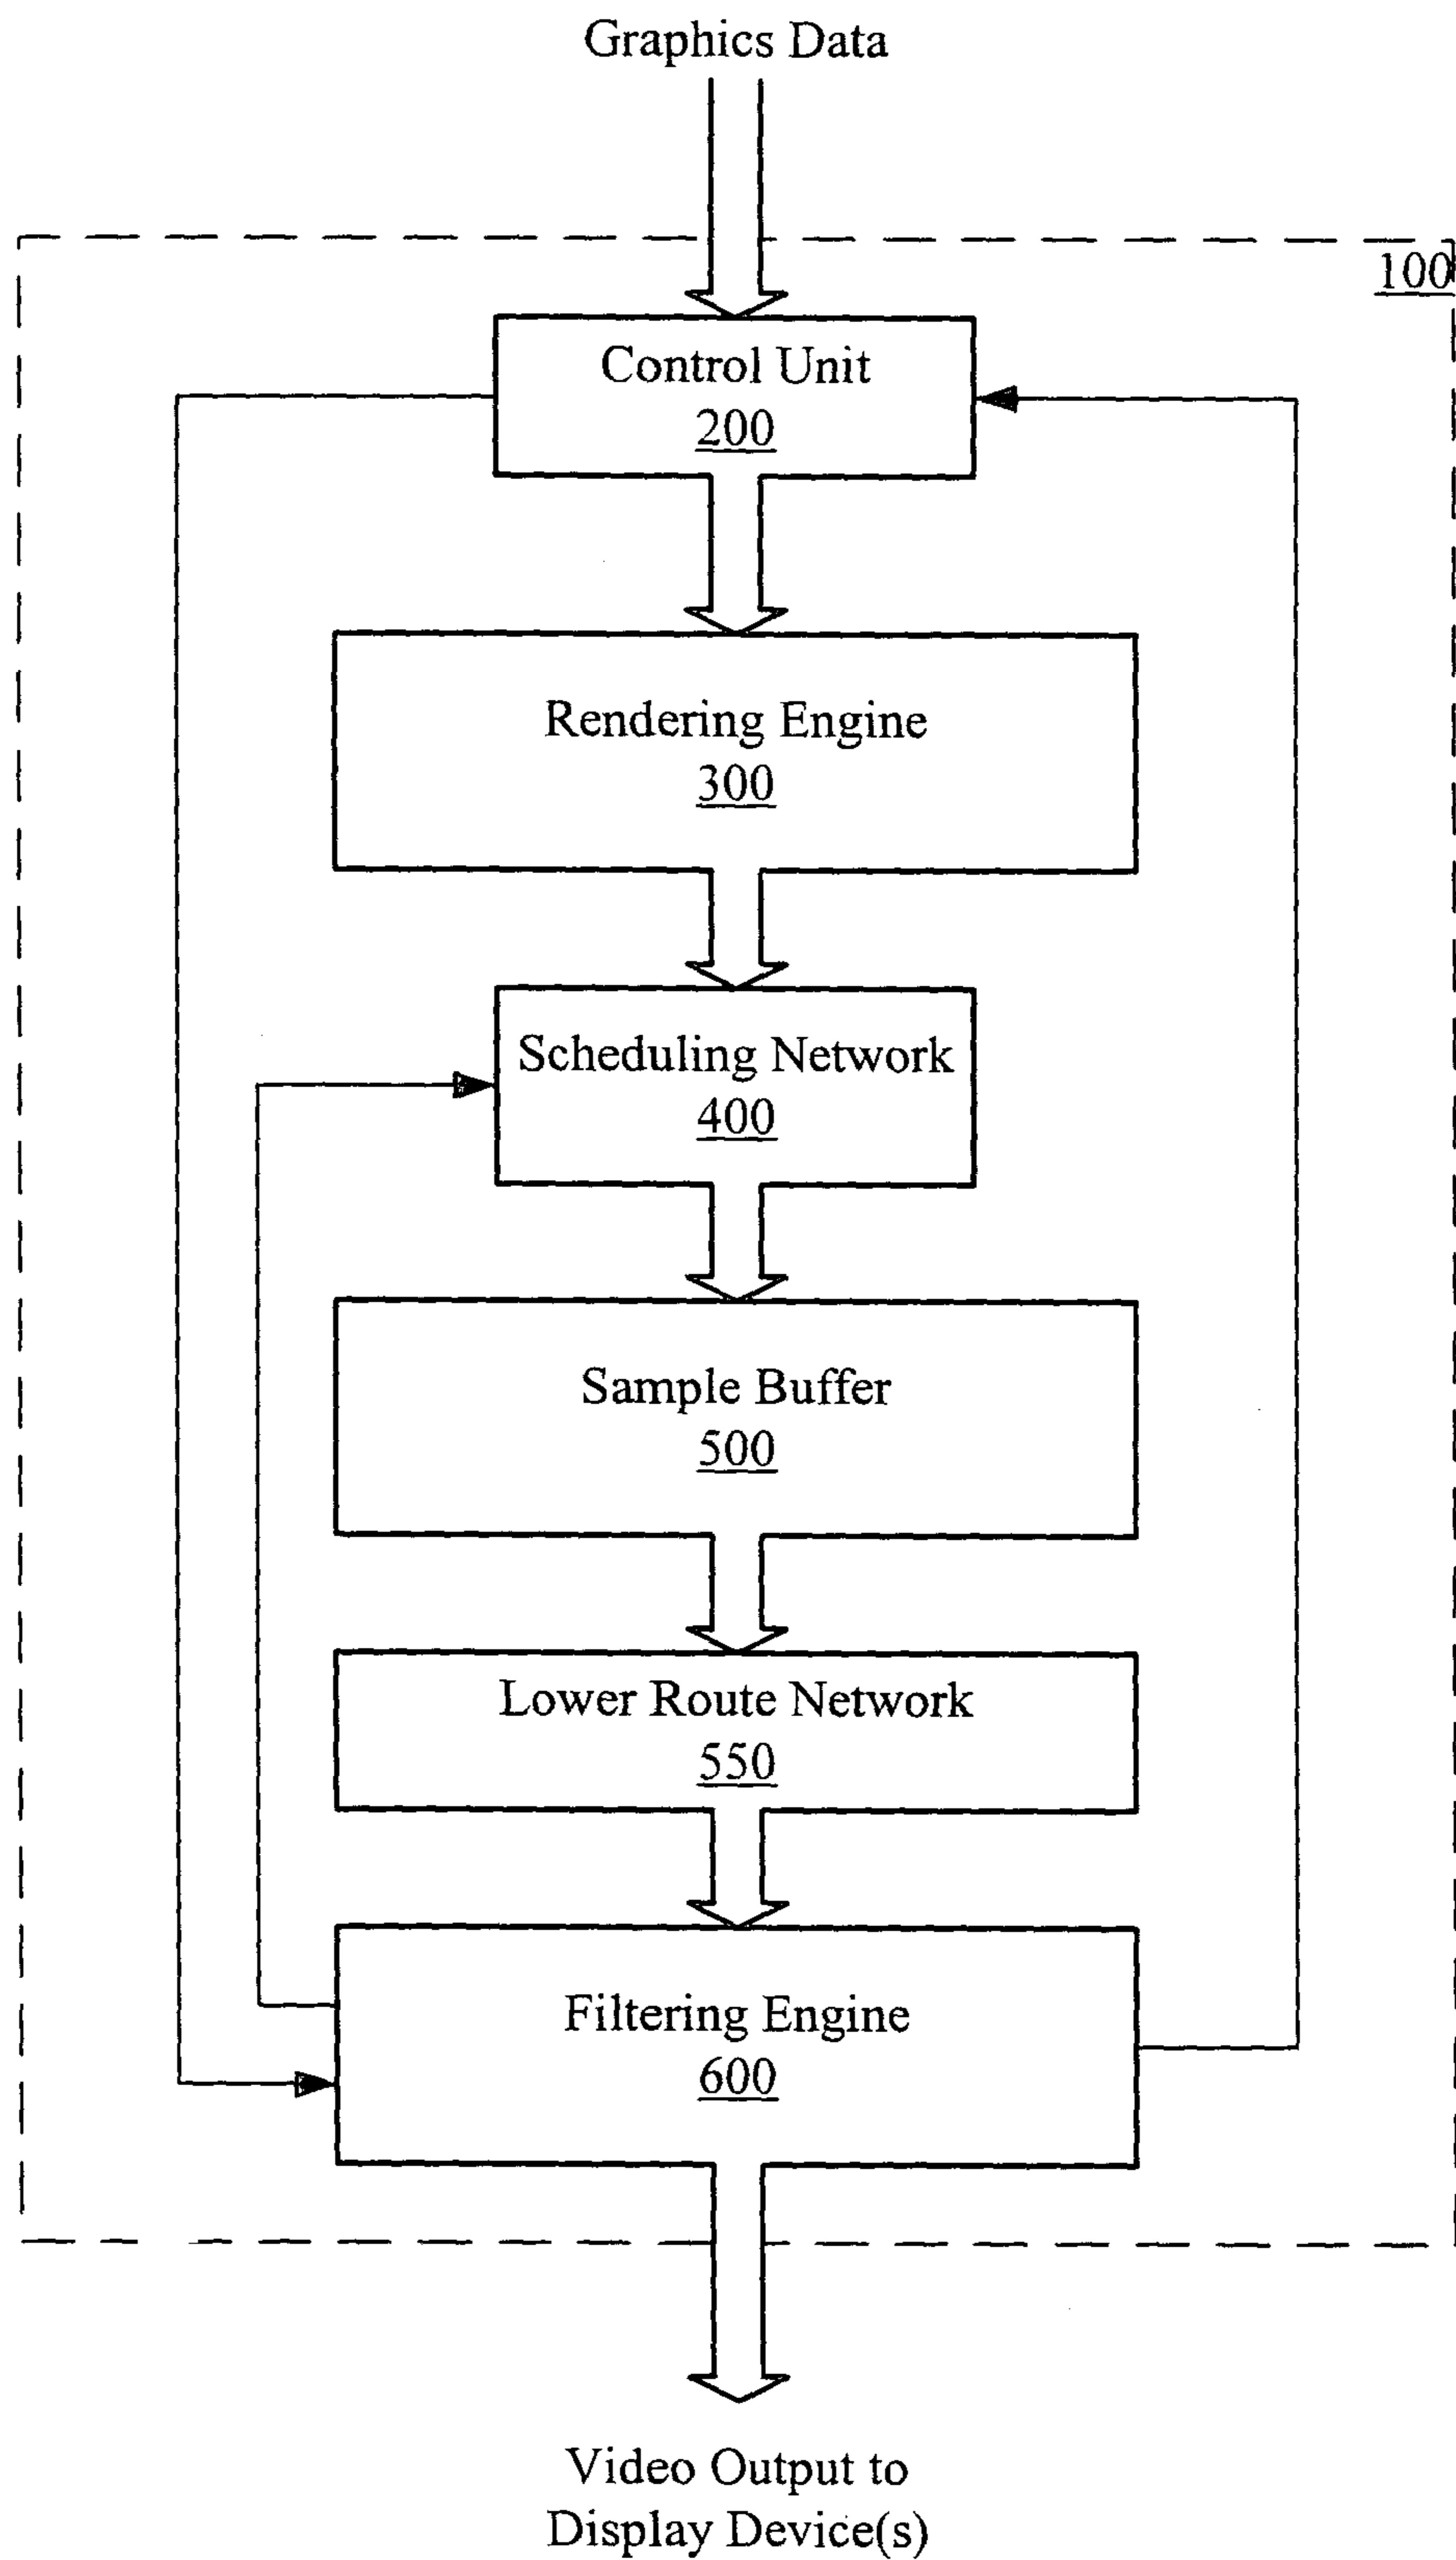 Graphics Data
100
Control Unit
200
Rendering Engine
300
Scheduling Network
400
Sample Buffer
500
Lower Route Network
550
Filtering Engine
600
Video Output to
Display Device(s)